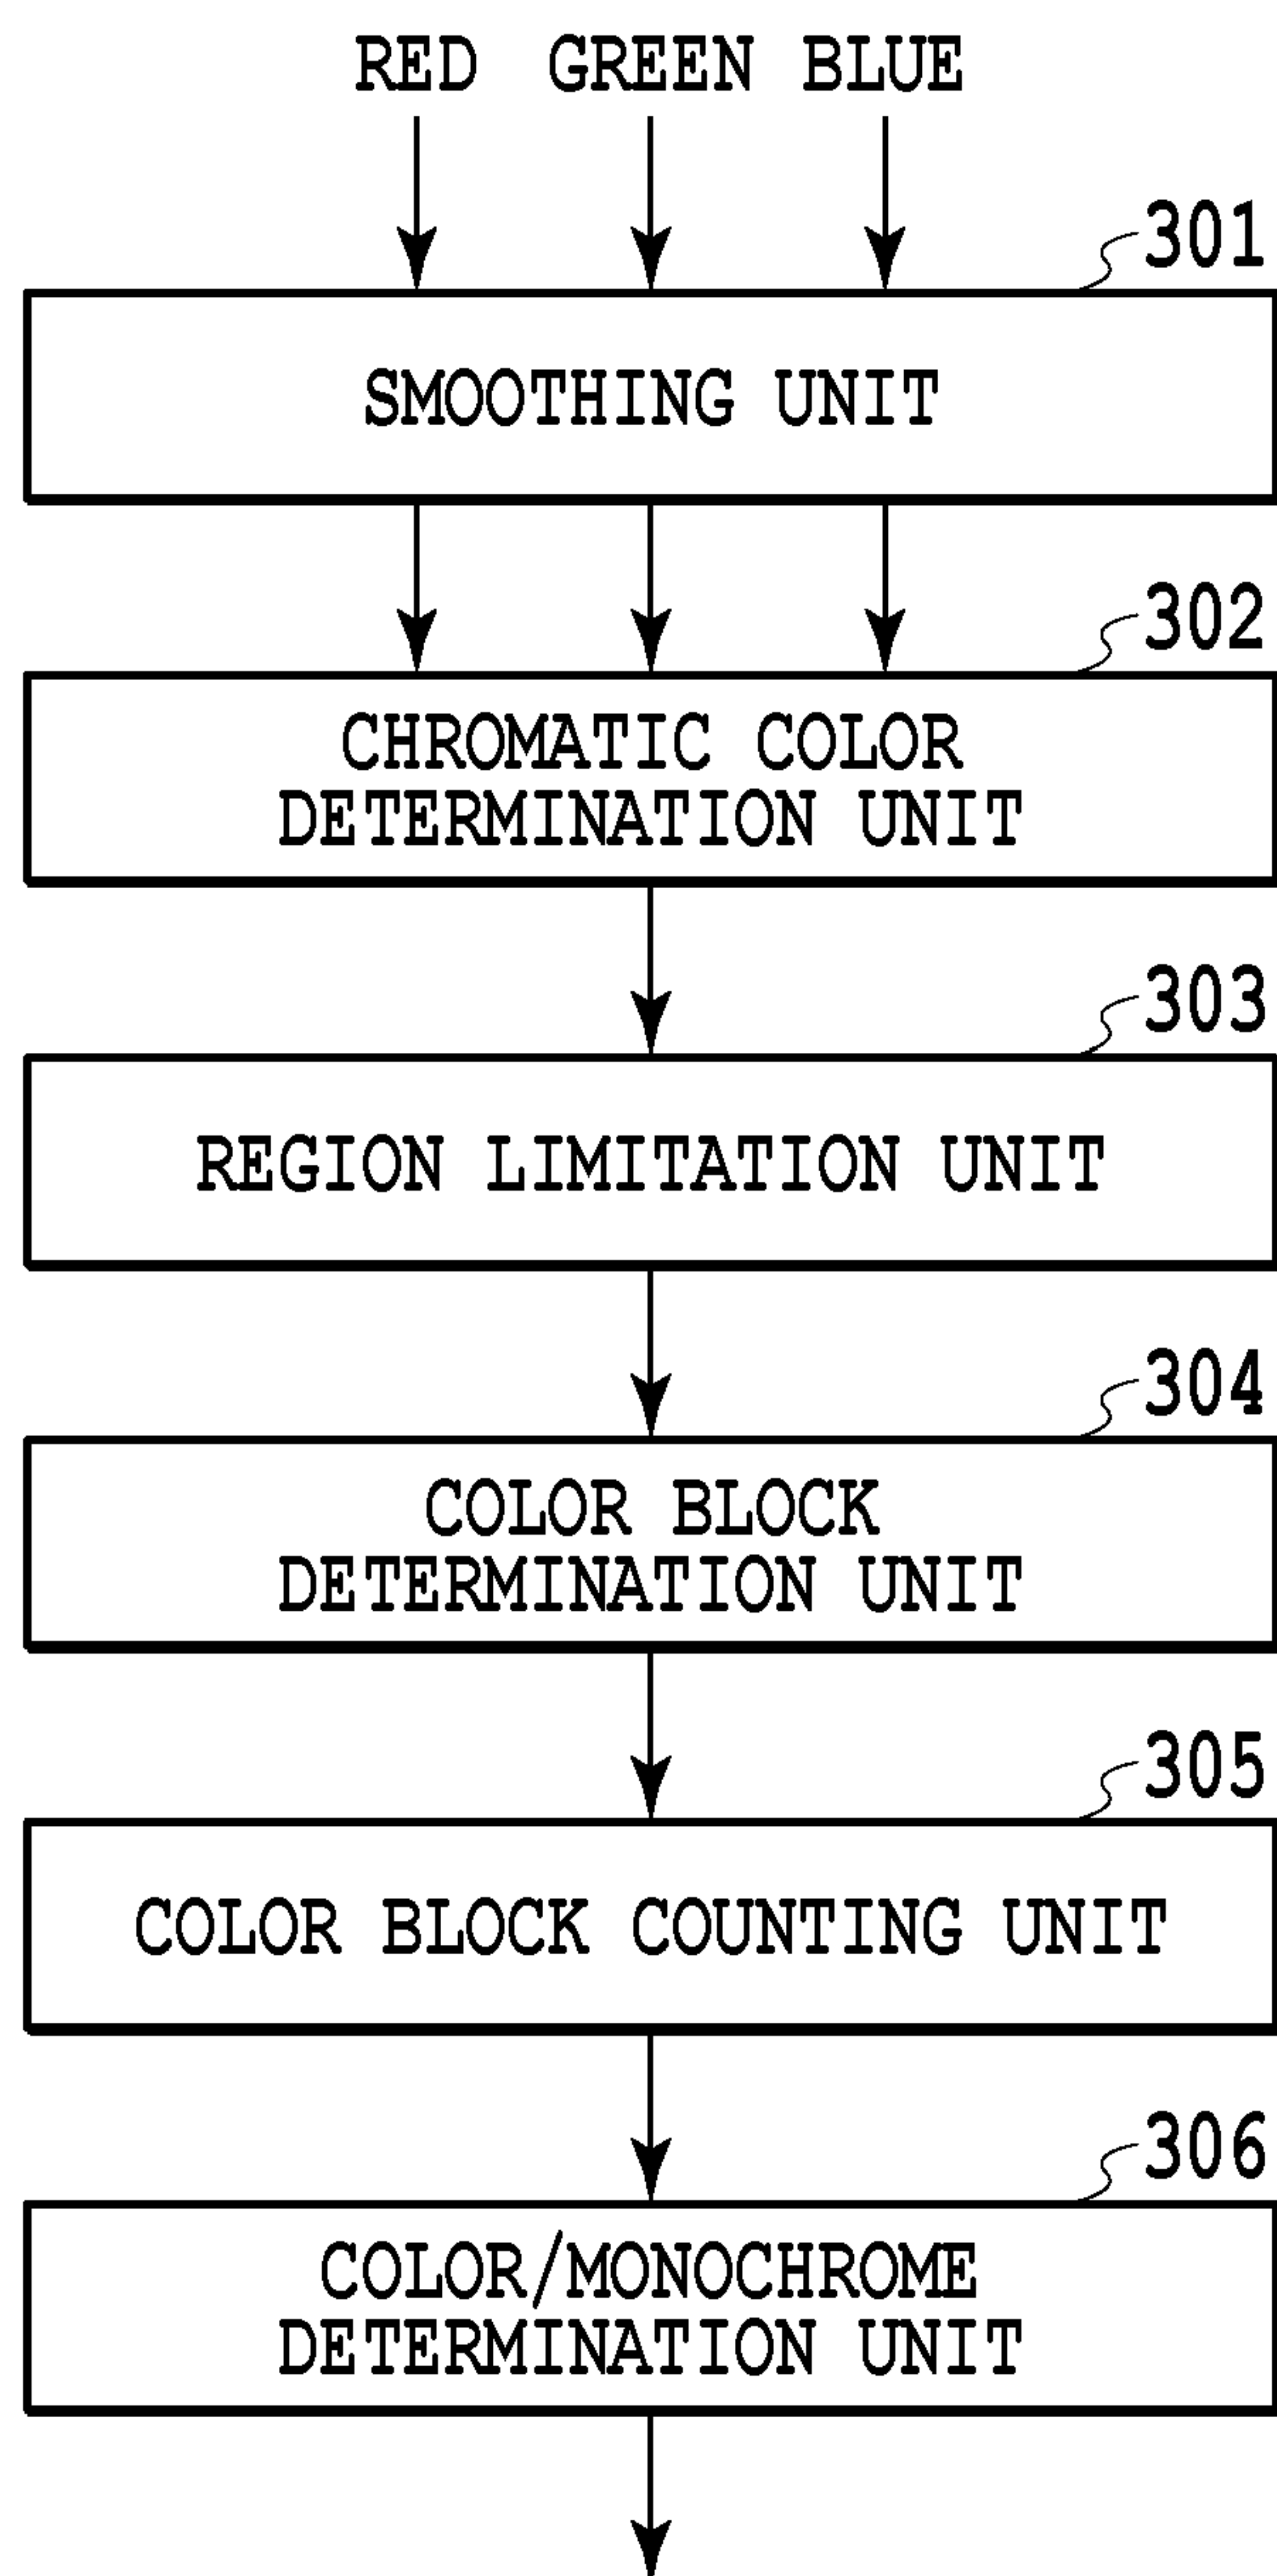 RED GREEN BLUE
301
SMOOTHING UNIT
302
CHROMATIC COLOR
DETERMINATION UNIT
303
REGION LIMITATION UNIT
304
COLOR BLOCK
DETERMINATION UNIT
305
COLOR BLOCK COUNTING UNIT
306
COLOR/MONOCHROME
DETERMINATION UNIT